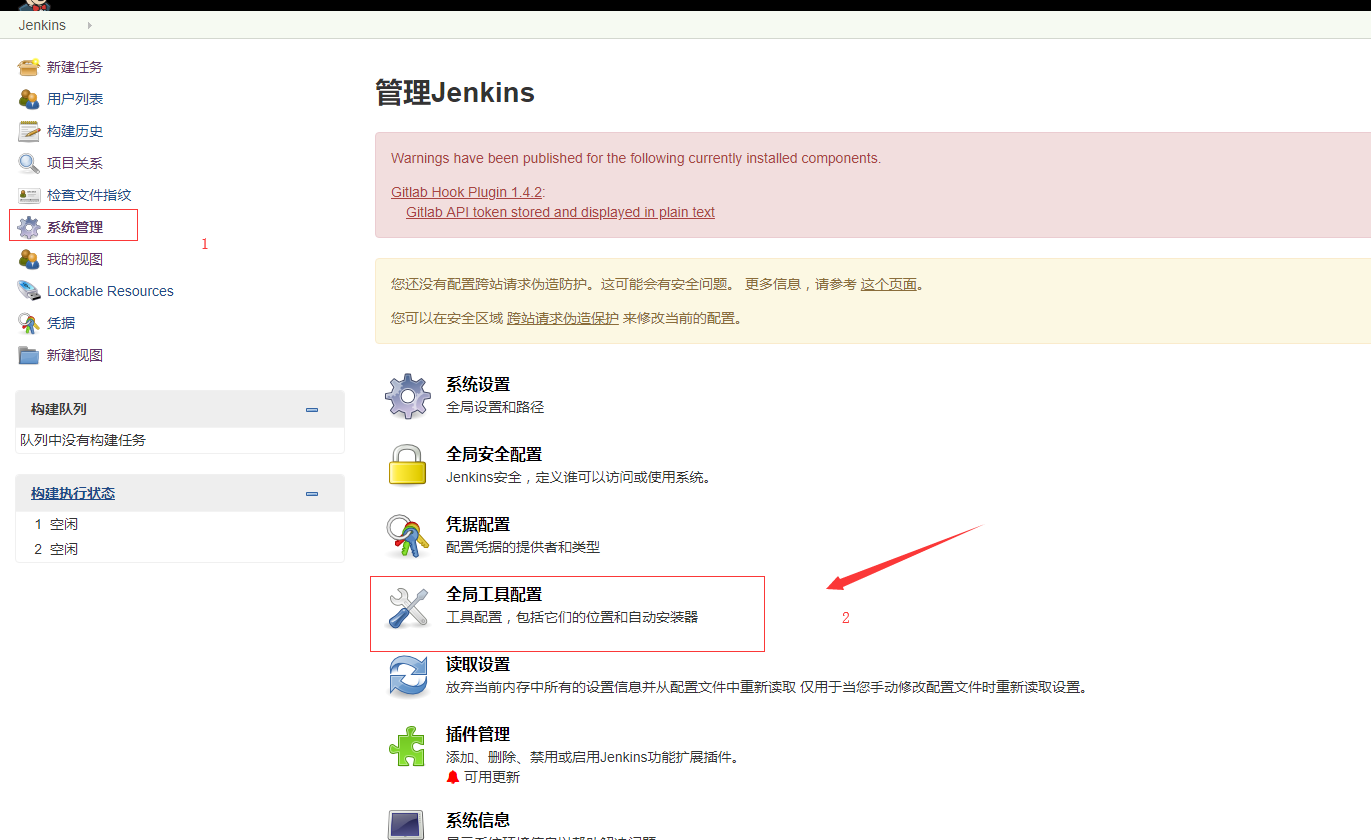 Jenkins
新建任务
用户列表
构建历史
项目关系
检查文件指纹
系统管理
1
我的视图
Lockable Resources
凭据
新建视图
构建队列
队列中没有构建任务
构建执行状态
1 空闲
2 空闲
管理Jenkins
Warnings have been published for the following currently installed components.
Gitlab Hook Plugin 1.4.2:
Gitlab API token stored and displayed in plain text
您还没有配置跨站请求伪造防护。这可能会有安全问题。 更多信息，请参考 这个页面。
您可以在安全区域 跨站请求伪造保护 来修改当前的配置。
系统设置
全局设置和路径
全局安全配置
Jenkins安全，定义谁可以访问或使用系统。
凭据配置
配置凭据的提供者和类型
全局工具配置
工具配置，包括它们的位置和自动安装器
2
读取设置
放弃当前内存中所有的设置信息并从配置文件中重新读取 仅用于当您手动修改配置文件时重新读取设置。
插件管理
添加、删除、禁用或启用Jenkins功能扩展插件。
可用更新
系统信息